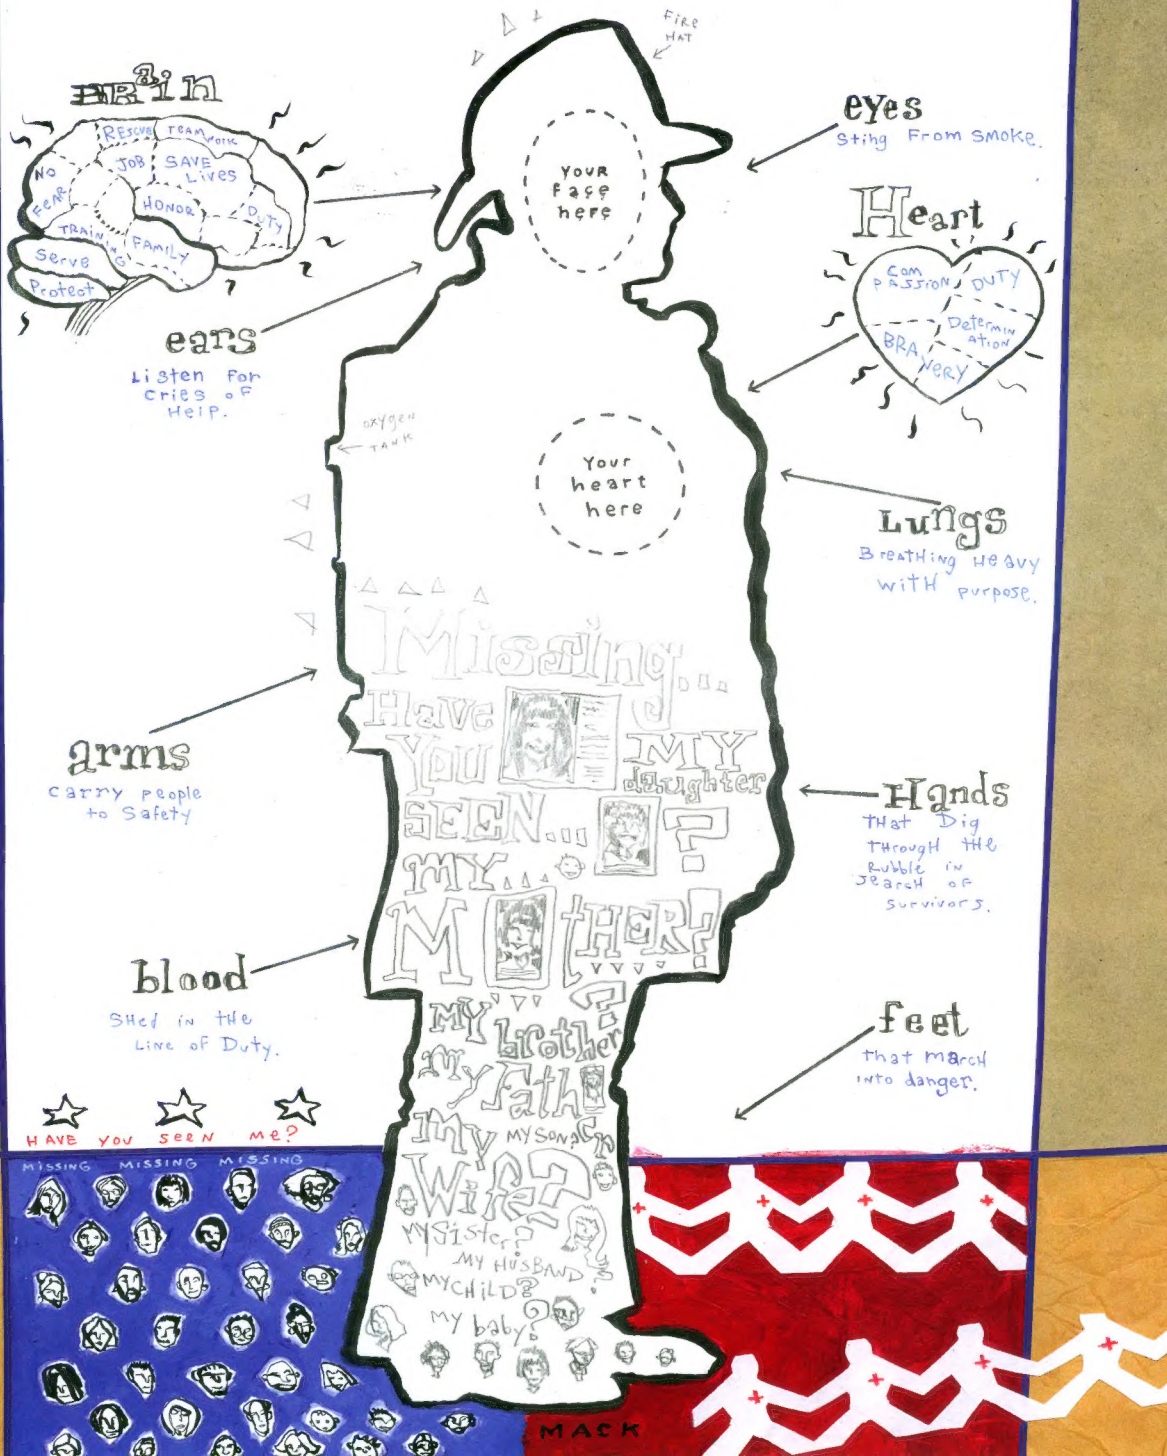 FIRE
HAT
BRain
RESCUE
TEAM WORK
NO
FEAR
JOB
SAVE
Lives
HONOR
DUTY
TRAINING
FAMILY
Serve
Protect
your
face
here
eyes
Sting From Smoke.
Heart
COM
PASSION
DUTY
Determin
ATION
BRAVERY
ears
Listen for
cries of
Help.
oxygen
TANK
Your
heart
here
Lungs
Breathing Heavy
with purpose.
Missing...
Have
You
SEEN...
MY
daughter
?
MY...
MOTHER?
arms
carry people
to Safety
Hands
THat Dig
THrough tHe
Rubble in
Search of
survivors.
blood
SHed in tHe
Line of Duty.
feet
that march
into danger.
MY brother?
My Father
My
MY SON?
Wife?
MySister?
MY HUSBAND?
MYCHILD?
my baby?
HAVE YOU SEEN ME?
MISSING MISSING MISSING
MACK